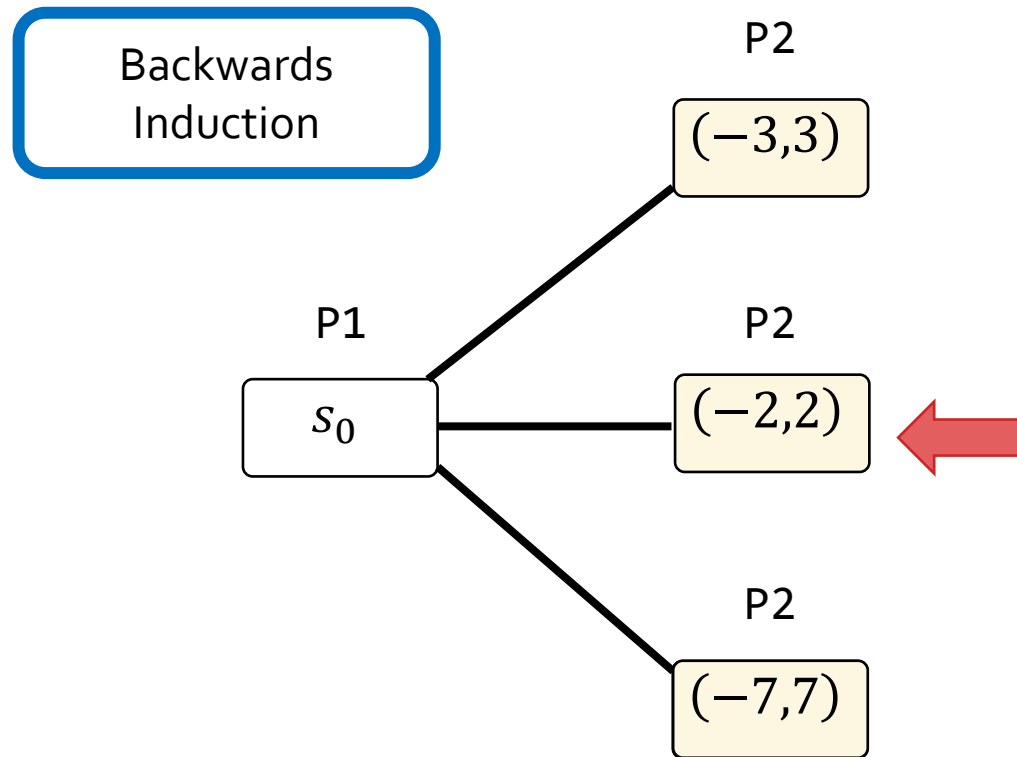 Backwards
Induction
P2
(−3,3)
P1
P2
s₀
(−2,2)
P2
(−7,7)